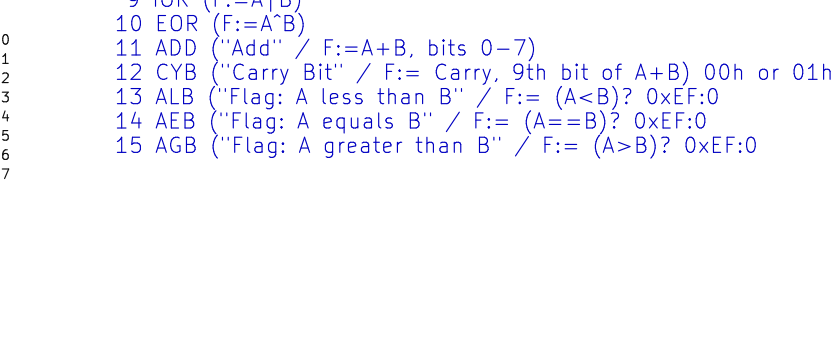 9 IOR (F:=A|B)
10 EOR (F:=A^B)
11 ADD ("Add" / F:=A+B, bits 0-7)
12 CYB ("Carry Bit" / F:= Carry, 9th bit of A+B) 00h or 01h
13 ALB ("Flag: A less than B" / F:= (A<B)? 0xEF:0
14 AEB ("Flag: A equals B" / F:= (A==B)? 0xEF:0
15 AGB ("Flag: A greater than B" / F:= (A>B)? 0xEF:0
0
1
2
3
4
5
6
7